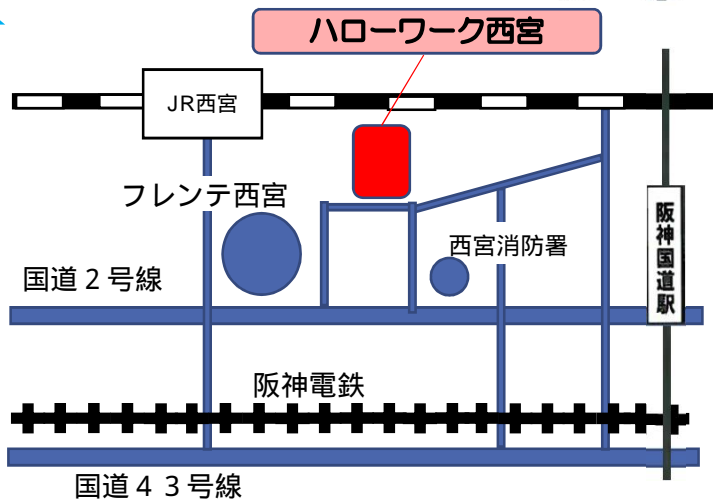 ハローワーク西宮
JR西宮
フレンテ西宮
西宮消防署
阪神国道駅
国道２号線
阪神電鉄
国道４３号線